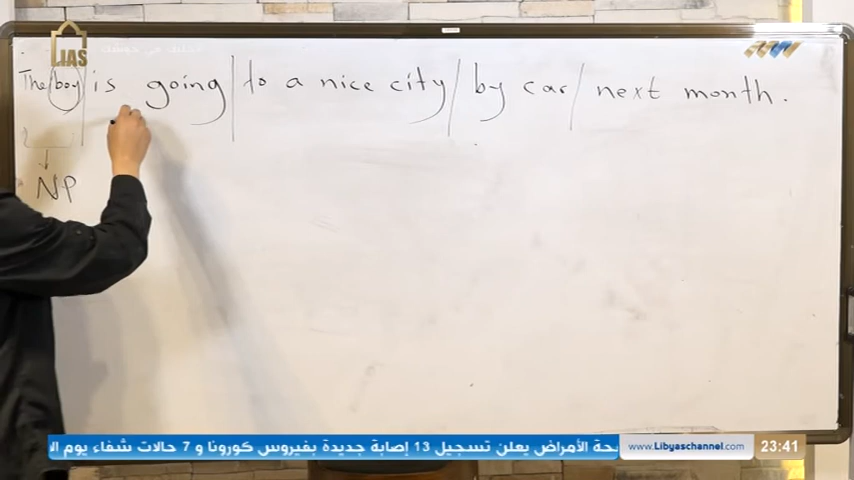 IAS
The/boy/ is going/ to a nice city/ by car/ next month.
NP
حة الأمراض يعلن تسجيل 13 إصابة جديدة بفيروس كورونا و 7 حالات شفاء يوم ال
www.Libyaschannel.com
23:41